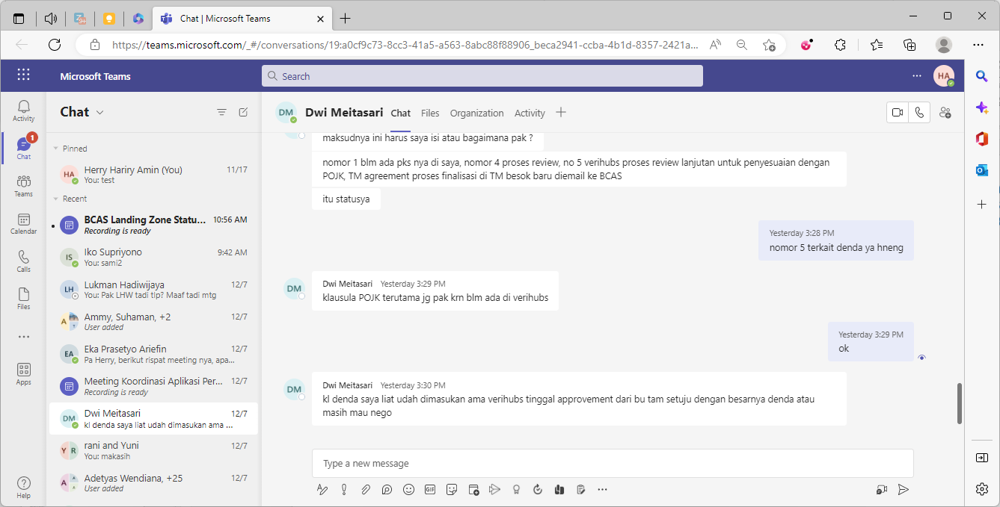 Chat | Microsoft Teams
https://teams.microsoft.com/_#/conversations/19:a0cf9c73-8cc3-41a5-a563-8abc88f88906_beca2941-ccba-4b1d-8357-2421a...
Microsoft Teams
Search
HA
Activity
1
Chat
Teams
Calendar
Calls
Files
Apps
Help
Chat
Pinned
HA
Herry Hariry Amin (You)
11/17
You: test
Recent
BCAS Landing Zone Statu...
10:56 AM
Recording is ready
IS
Iko Supriyono
9:42 AM
You: sami2
LH
Lukman Hadiwijaya
12/7
You: Pak LHW tadi tlp? Maaf tadi mtg
A
Ammy, Suhaman, +2
12/7
User added
EA
Eka Prasetyo Ariefin
12/7
Pa Herry, berikut rispat meeting nya, apa...
Meeting Koordinasi Aplikasi Per...
12/7
Recording is ready
DM
Dwi Meitasari
12/7
kl denda saya liat udah dimasukan ama ...
Y R
rani and Yuni
12/7
You: makasih
A
Adetyas Wendiana, +25
12/7
User added
DM
Dwi Meitasari
Chat
Files
Organization
Activity
maksudnya ini harus saya isi atau bagaimana pak ?
nomor 1 blm ada pks nya di saya, nomor 4 proses review, no 5 verihubs proses review lanjutan untuk penyesuaian dengan
POJK, TM agreement proses finalisasi di TM besok baru diemail ke BCAS
itu statusya
Yesterday 3:28 PM
nomor 5 terkait denda ya hneng
DM
Dwi Meitasari Yesterday 3:29 PM
klausula POJK terutama jg pak krn blm ada di verihubs
Yesterday 3:29 PM
ok
DM
Dwi Meitasari Yesterday 3:30 PM
kl denda saya liat udah dimasukan ama verihubs tinggal approvement dari bu tam setuju dengan besarnya denda atau
masih mau nego
Type a new message
GIF